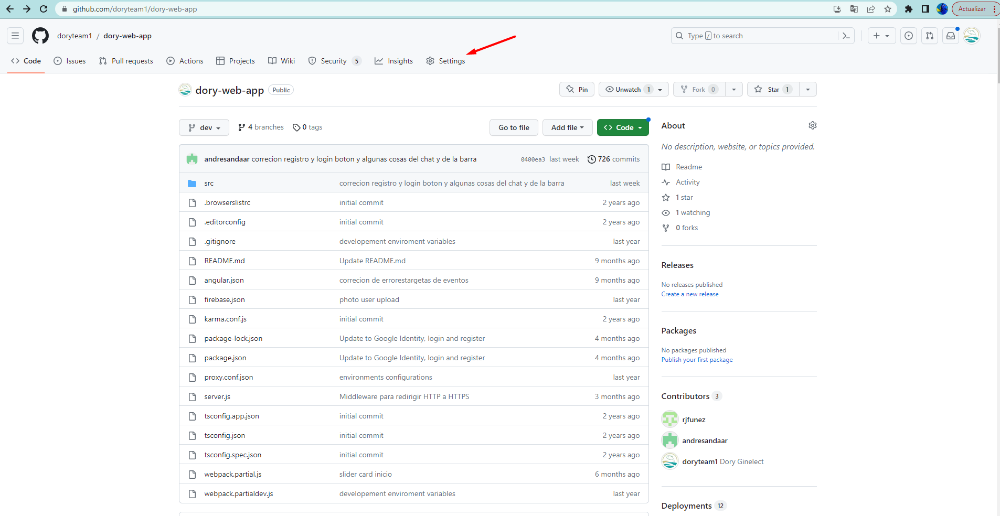 github.com/doryteam1/dory-web-app
Actualizar
doryteam1 / dory-web-app
Type / to search
Code Issues Pull requests Actions Projects Wiki Security 5 Insights Settings
dory-web-app Public
Pin Unwatch 1 Fork 0 Star 1
dev 4 branches 0 tags Go to file Add file Code
andresandaar correcion registro y login boton y algunas cosas del chat y de la barra 0400ea3 last week 726 commits
src correcion registro y login boton y algunas cosas del chat y de la barra last week
.browserslistrc initial commit 2 years ago
.editorconfig initial commit 2 years ago
.gitignore developement enviroment variables last year
README.md Update README.md 9 months ago
angular.json correcion de errorestargetas de eventos 9 months ago
firebase.json photo user upload last year
karma.conf.js initial commit 2 years ago
package-lock.json Update to Google Identity, login and register 4 months ago
package.json Update to Google Identity, login and register 4 months ago
proxy.conf.json environments configurations last year
server.js Middleware para redirigir HTTP a HTTPS 3 months ago
tsconfig.app.json initial commit 2 years ago
tsconfig.json initial commit 2 years ago
tsconfig.spec.json initial commit 2 years ago
webpack.partial.js slider card inicio 6 months ago
webpack.partialdev.js developement enviroment variables last year
About
No description, website, or topics provided.
Readme
Activity
1 star
1 watching
0 forks
Releases
No releases published
Create a new release
Packages
No packages published
Publish your first package
Contributors 3
rjfunez
andresandaar
doryteam1 Dory Ginelect
Deployments 12